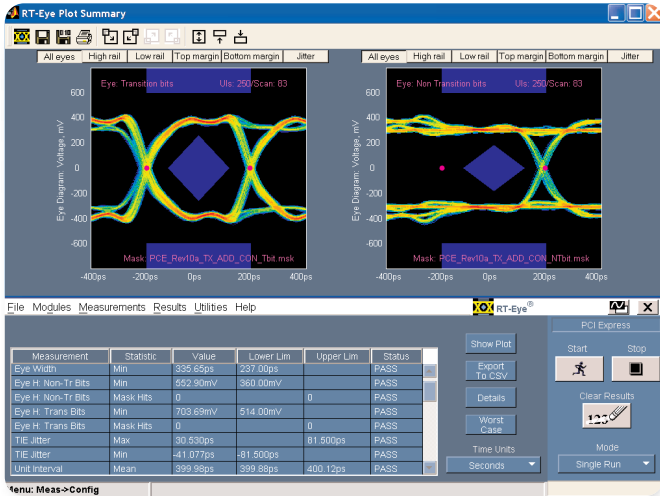 RT-Eye Plot Summary
All eyes High rail Low rail Top margin Bottom margin Jitter
All eyes High rail Low rail Top margin Bottom margin Jitter
Eye: Transition bits UIs: 250/Scan: 83
Eye: Non Transition bits UIs: 250/Scan: 83
Eye Diagram: Voltage, mV
600
400
200
0
-200
-400
-600
Mask: PCE_Rev10a_TX_ADD_CON_Tbit.msk
-400ps -200ps 0ps 200ps 400ps
Eye Diagram: Voltage, mV
600
400
200
0
-200
-400
-600
Mask: PCE_Rev10a_TX_ADD_CON_NTbit.msk
-400ps -200ps 0ps 200ps 400ps
File Modules Measurements Results Utilities Help
RT-Eye® X
Measurement Statistic Value Lower Lim Upper Lim Status
Eye Width Min 335.65ps 237.00ps PASS
Eye H: Non-Tr Bits Min 552.90mV 360.00mV PASS
Eye H: Non-Tr Bits Mask Hits 0 0 PASS
Eye H: Trans Bits Min 703.69mV 514.00mV PASS
Eye H: Trans Bits Mask Hits 0 0 PASS
TIE Jitter Max 30.530ps 81.500ps PASS
TIE Jitter Min -41.077ps -81.500ps PASS
Unit Interval Mean 399.98ps 399.88ps 400.12ps PASS
Show Plot
Export
To CSV
Details
Worst
Case
Time Units
Seconds
PCI Express
Start Stop
Clear Results
123
Mode
Single Run
Menu: Meas->Config